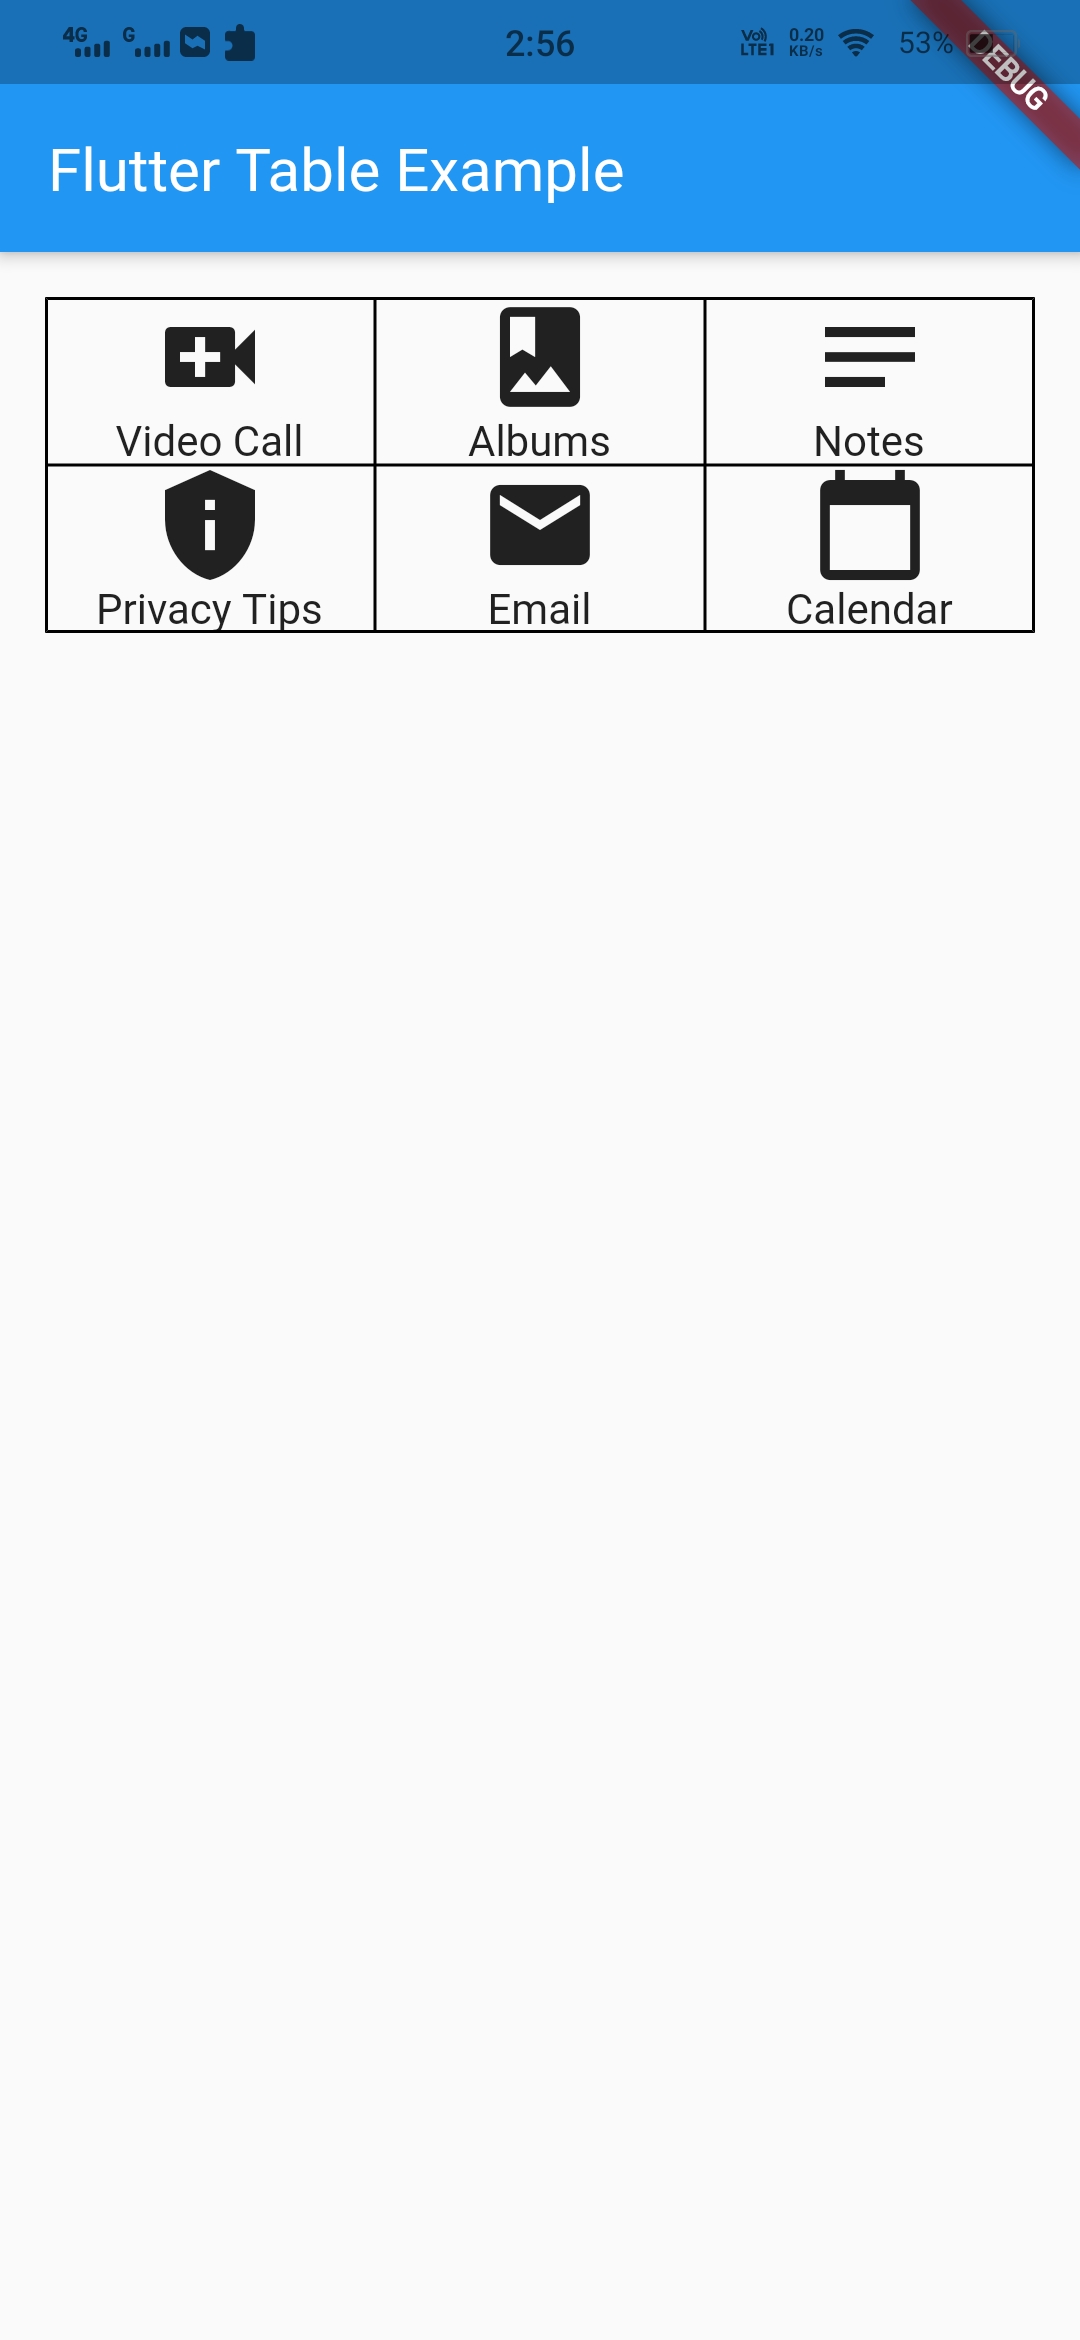 4G G 2:56 Vo) LTE1 0.20 KB/s 53%
DEBUG
Flutter Table Example
Video Call Albums Notes
Privacy Tips Email Calendar